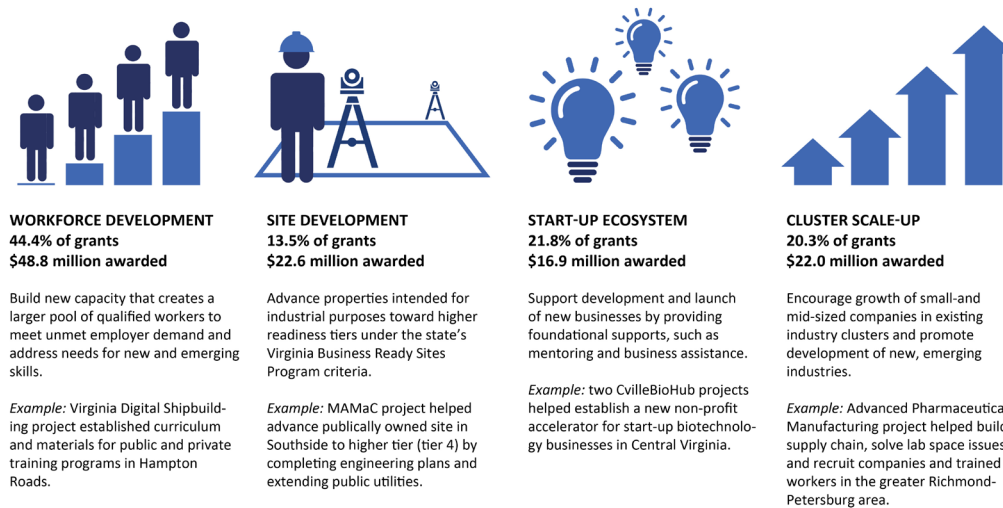 WORKFORCE DEVELOPMENT
44.4% of grants
$48.8 million awarded
Build new capacity that creates a
larger pool of qualified workers to
meet unmet employer demand and
address needs for new and emerging
skills.
Example: Virginia Digital Shipbuild-
ing project established curriculum
and materials for public and private
training programs in Hampton
Roads.
SITE DEVELOPMENT
13.5% of grants
$22.6 million awarded
Advance properties intended for
industrial purposes toward higher
readiness tiers under the state's
Virginia Business Ready Sites
Program criteria.
Example: MAMaC project helped
advance publically owned site in
Southside to higher tier (tier 4) by
completing engineering plans and
extending public utilities.
START-UP ECOSYSTEM
21.8% of grants
$16.9 million awarded
Support development and launch
of new businesses by providing
foundational supports, such as
mentoring and business assistance.
Example: two CvilleBioHub projects
helped establish a new non-profit
accelerator for start-up biotechnolo-
gy businesses in Central Virginia.
CLUSTER SCALE-UP
20.3% of grants
$22.0 million awarded
Encourage growth of small-and
mid-sized companies in existing
industry clusters and promote
development of new, emerging
industries.
Example: Advanced Pharmaceutica
Manufacturing project helped build
supply chain, solve lab space issues
and recruit companies and trained
workers in the greater Richmond-
Petersburg area.